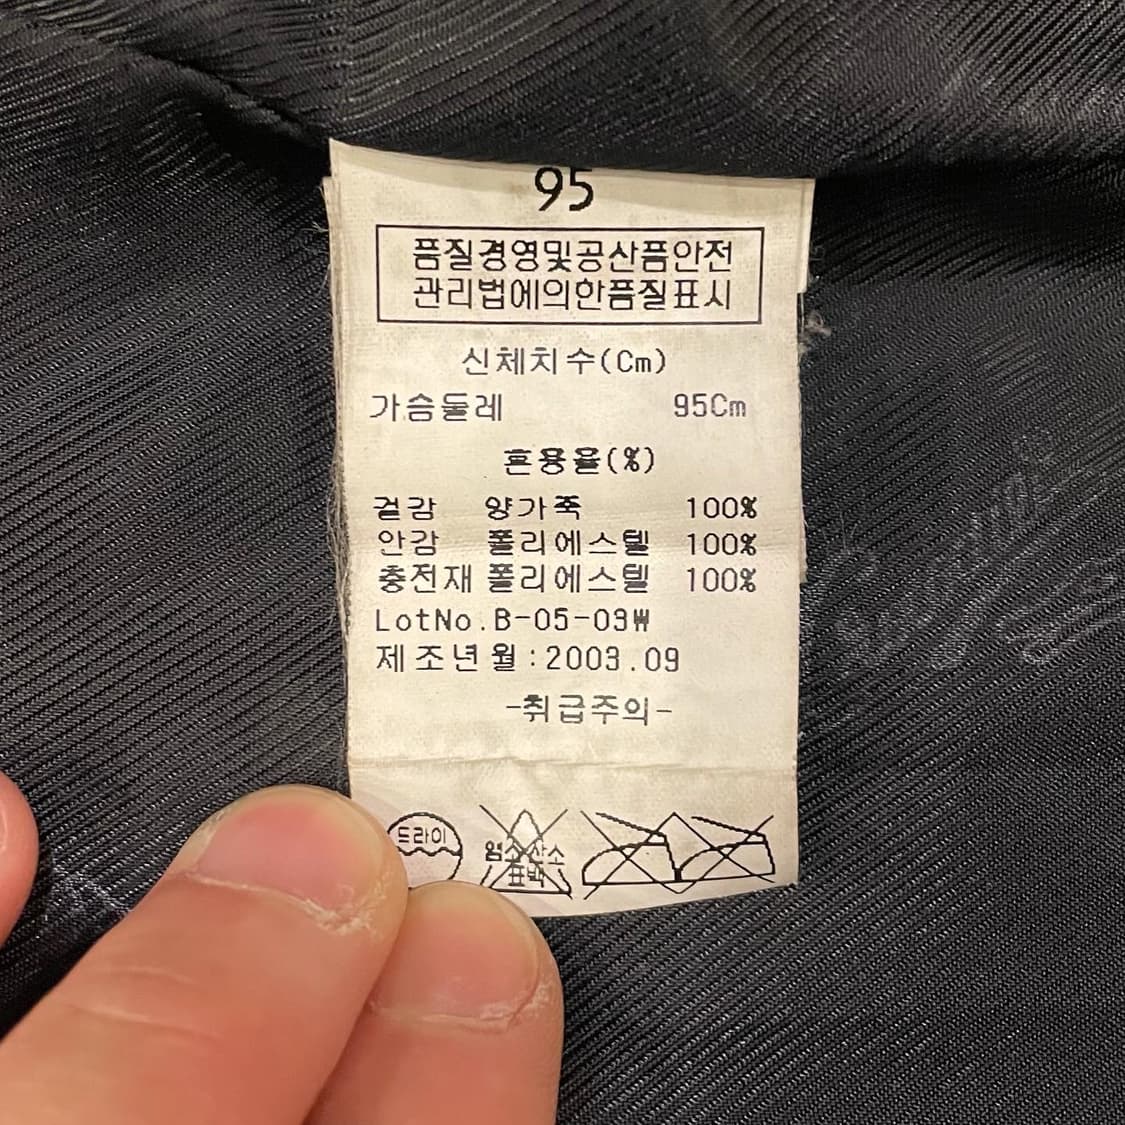 95
품질경영및공산품안전
관리법에의한품질표시
신체치수(Cm)
가슴둘레 95Cm
혼용율(%)
겉감 양가죽 100%
안감 폴리에스텔 100%
충전재 폴리에스텔 100%
LotNo.B-05-03₩
제조년월:2003.09
-취급주의-
드라이
염소산소
표백